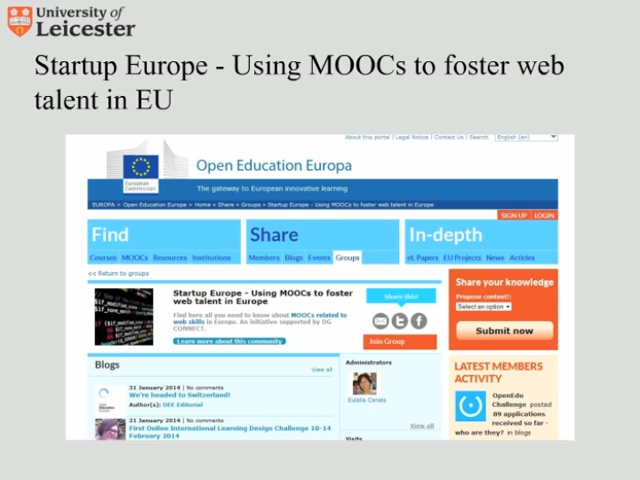 University of
Leicester
Startup Europe - Using MOOCs to foster web
talent in EU
About this portal | Legal Notice | Contact Us | Search
English (en)
European
Commission
Open Education Europa
The gateway to European innovative learning
EUROPA > Open Education Europa > Home > Share > Groups > Startup Europe - Using MOOCs to foster web talent in Europe
SIGN UP | LOGIN
Find
Share
In-depth
Courses MOOCs Resources Institutions
Members Blogs Events Groups
eL Papers EU Projects News Articles
<< Return to groups
Startup Europe - Using MOOCs to foster
web talent in Europe
Find here all you need to know about MOOCs related to
web skills in Europe. An initiative supported by DG
CONNECT.
Learn more about this community
Share this!
Join Group
Share your knowledge
Propose content:
Select an option
Submit now
Blogs
View all
31 January 2014 | No comments
We're headed to Switzerland!
Author(s): OEE Editorial
21 January 2014 | No comments
First Online International Learning Design Challenge 10-14
February 2014
Administrators
Eulalia Canals
View all
Visits
LATEST MEMBERS
ACTIVITY
OpenEdu
Challenge posted
89 applications
received so far -
who are they? in blogs